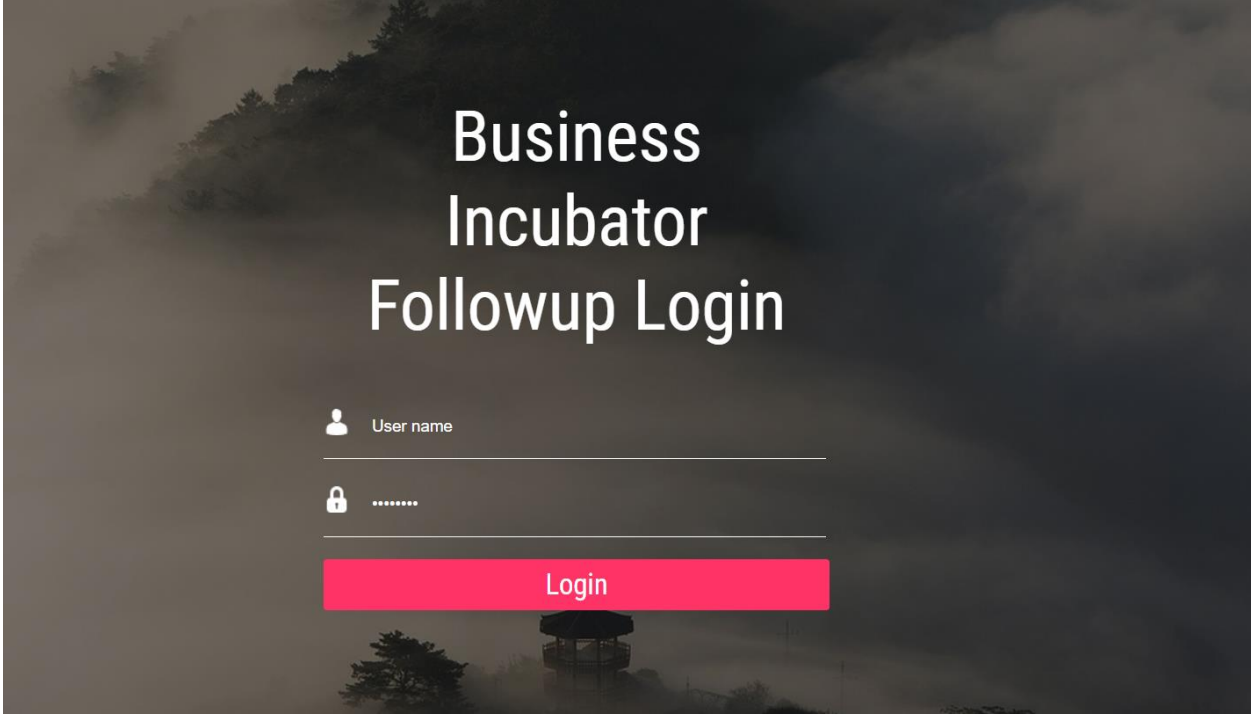 Business
Incubator
Followup Login
User name
••••••••
Login